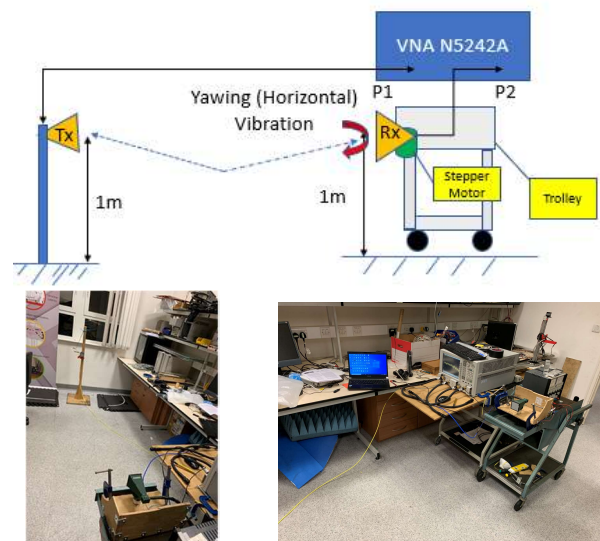 VNA N5242A
P1
P2
Yawing (Horizontal)
Vibration
Tx
Rx
1m
1m
Stepper
Motor
Trolley